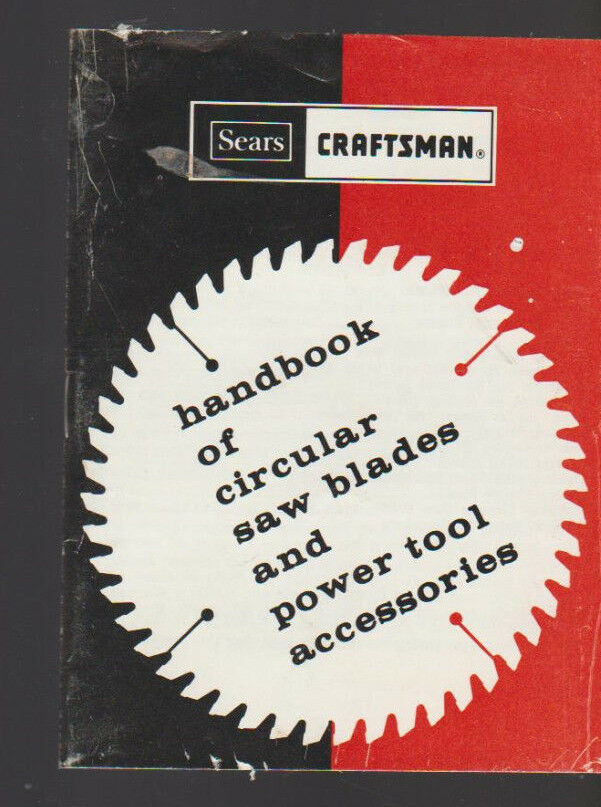 Sears CRAFTSMAN®
handbook
of
circular
saw blades
and
power tool
accessories